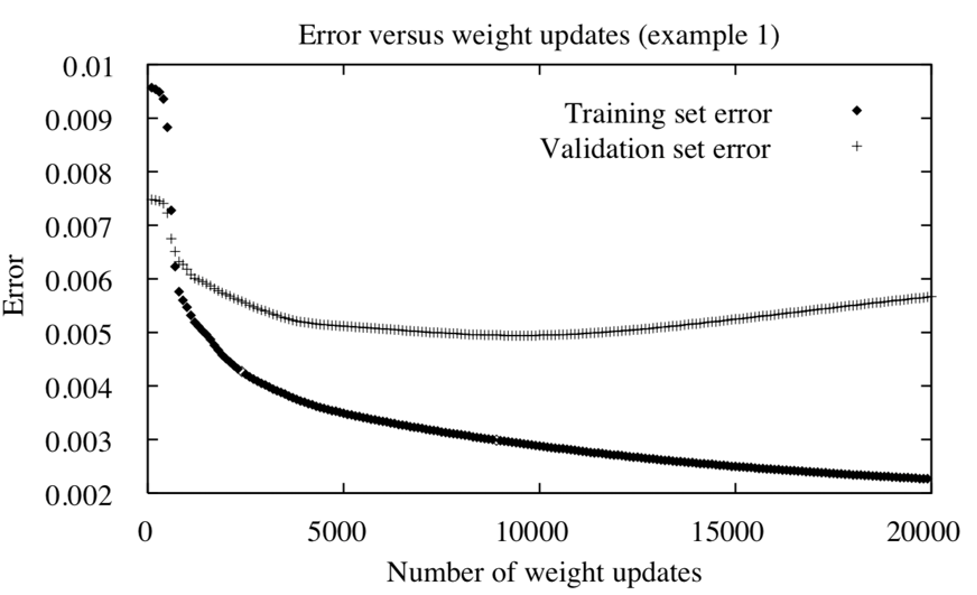 Error versus weight updates (example 1)
0.01
0.009
0.008
0.007
0.006
0.005
0.004
0.003
0.002
Error
Training set error
Validation set error
0
5000
10000
15000
20000
Number of weight updates